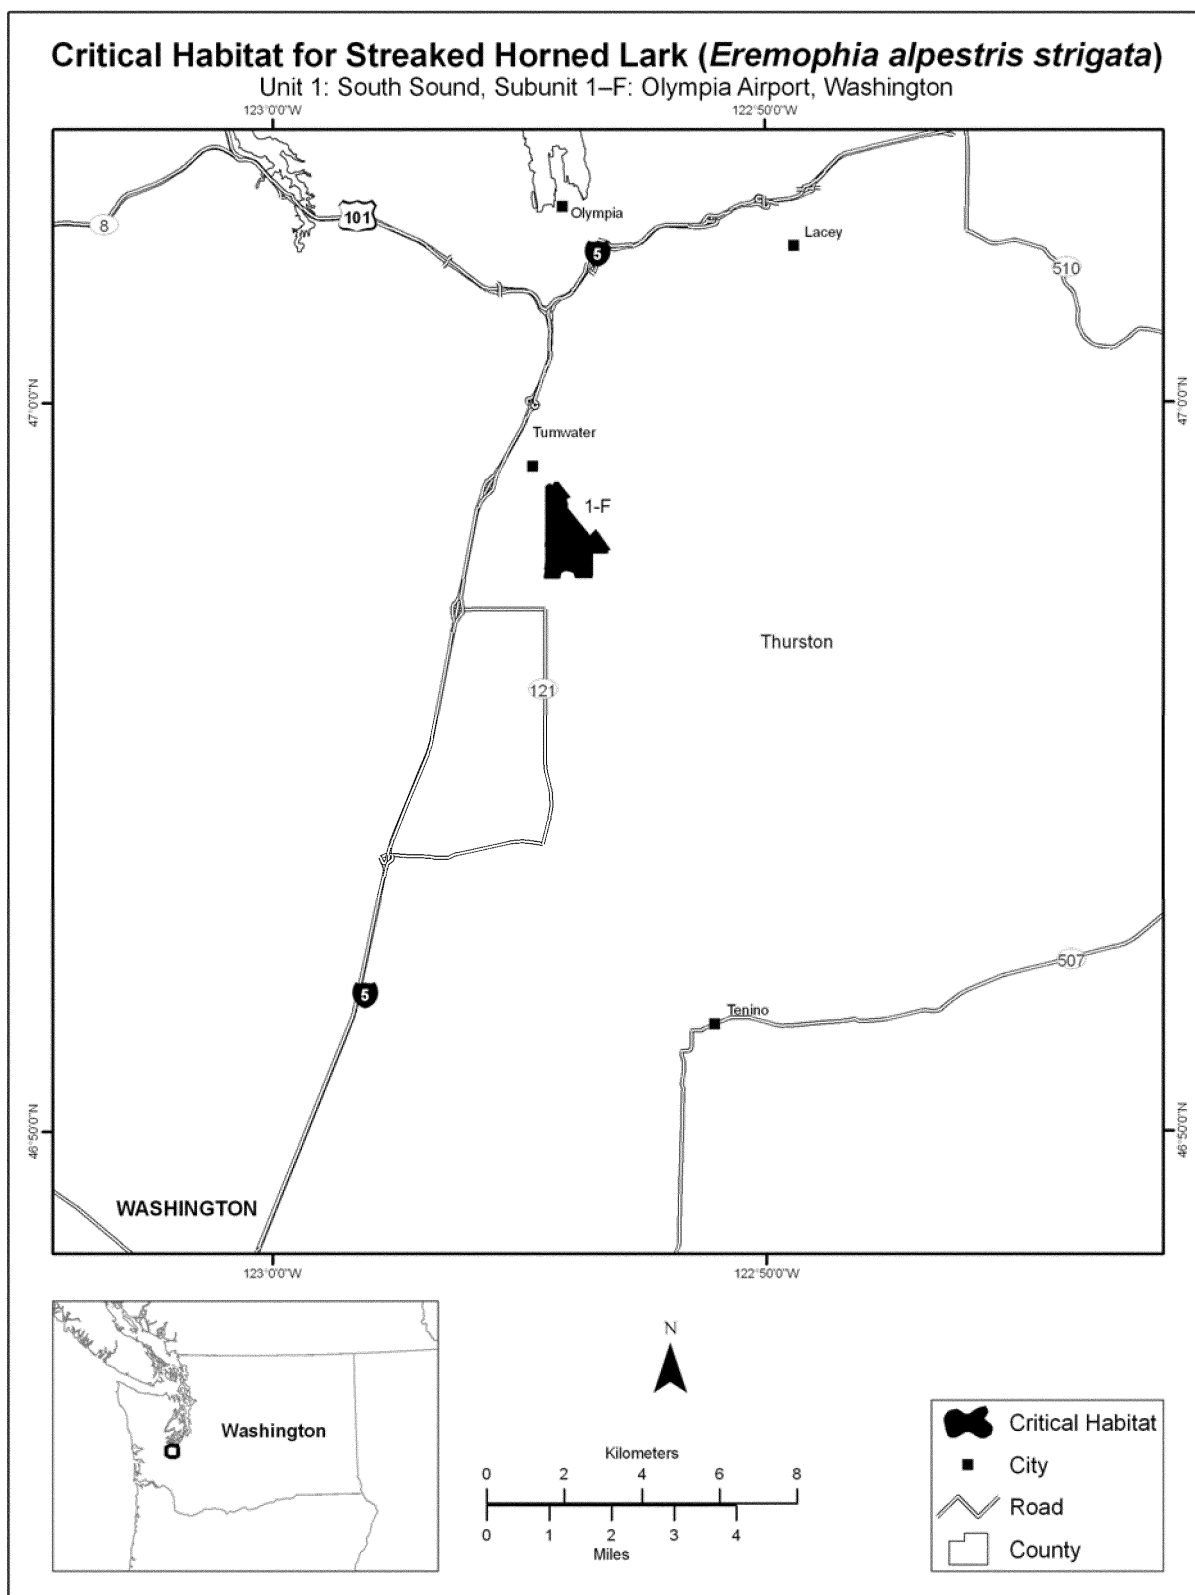 Critical Habitat for Streaked Horned Lark (Eremophia alpestris strigata)
Unit 1: South Sound, Subunit 1–F: Olympia Airport, Washington
123°0'0"W
122°50'0"W
8
101
Olympia
5
Lacey
510
47°0'0"N
47°0'0"N
Tumwater
1-F
Thurston
121
507
5
Tenino
46°50'0"N
46°50'0"N
WASHINGTON
123°0'0"W
122°50'0"W
Washington
N
Kilometers
0 2 4 6 8
0 1 2 3 4
Miles
Critical Habitat
City
Road
County